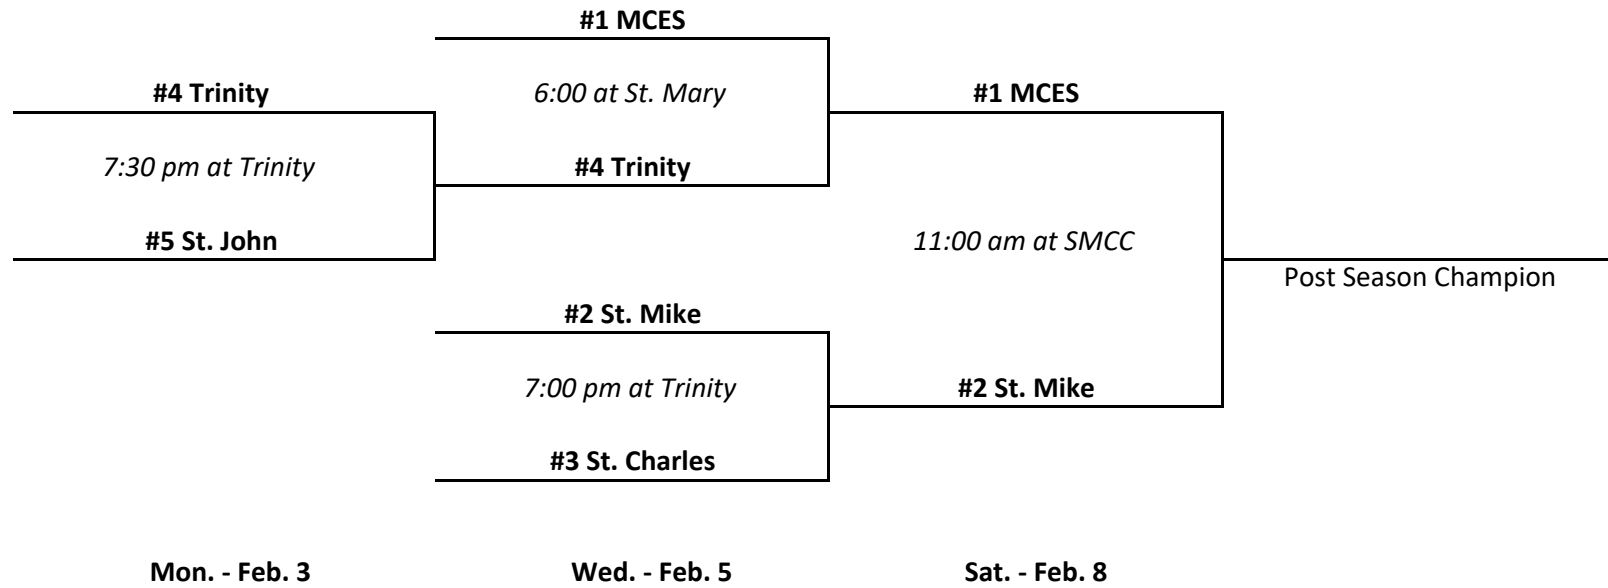 #1 MCES
#4 Trinity
6:00 at St. Mary
#1 MCES
7:30 pm at Trinity
#4 Trinity
#5 St. John
11:00 am at SMCC
Post Season Champion
#2 St. Mike
7:00 pm at Trinity
#2 St. Mike
#3 St. Charles
Mon. - Feb. 3
Wed. - Feb. 5
Sat. - Feb. 8